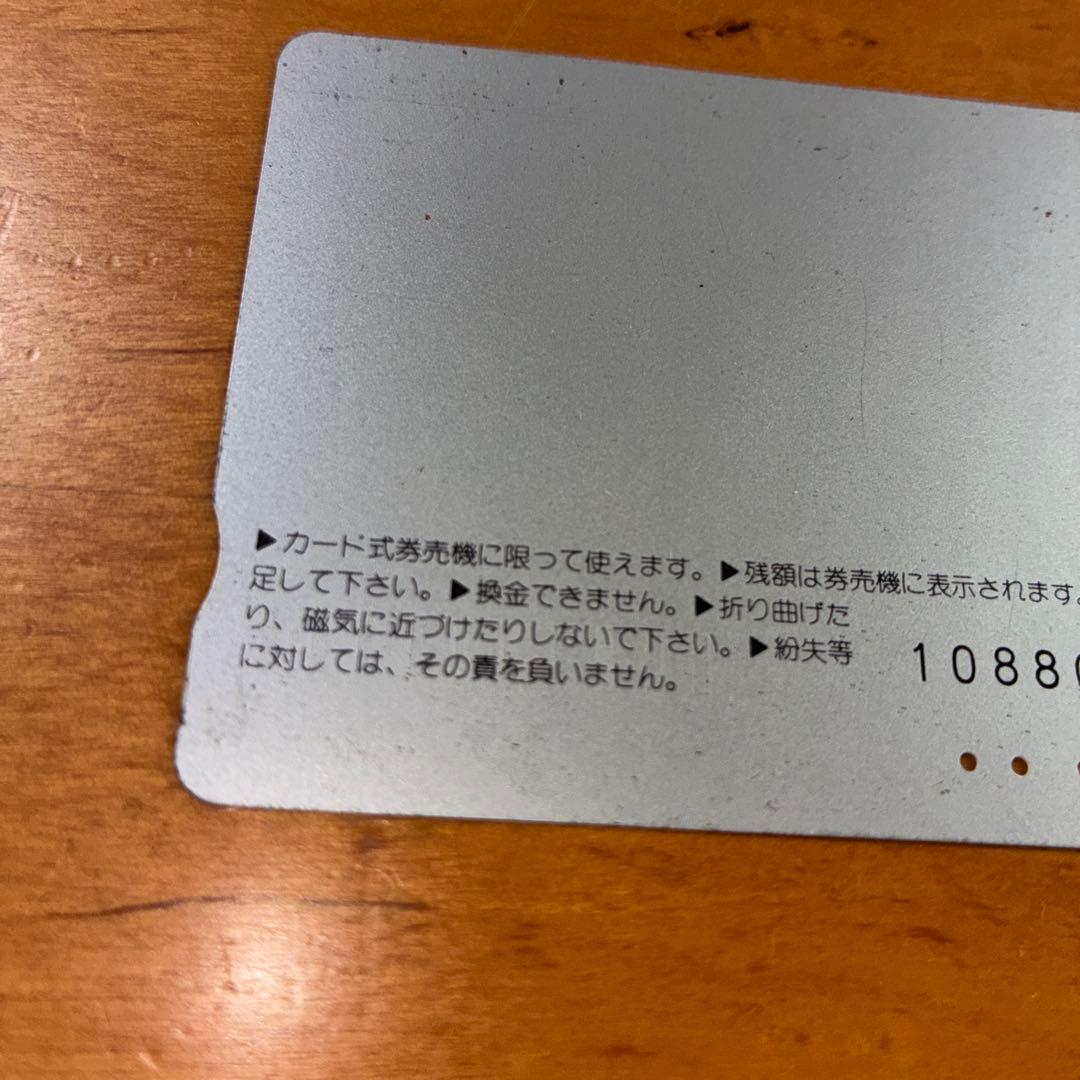 ▶カード式券売機に限って使えます。▶残額は券売機に表示されます。
足して下さい。▶換金できません。▶折り曲げた
り、磁気に近づけたりしないで下さい。▶紛失等
に対しては、その責を負いません。
10880